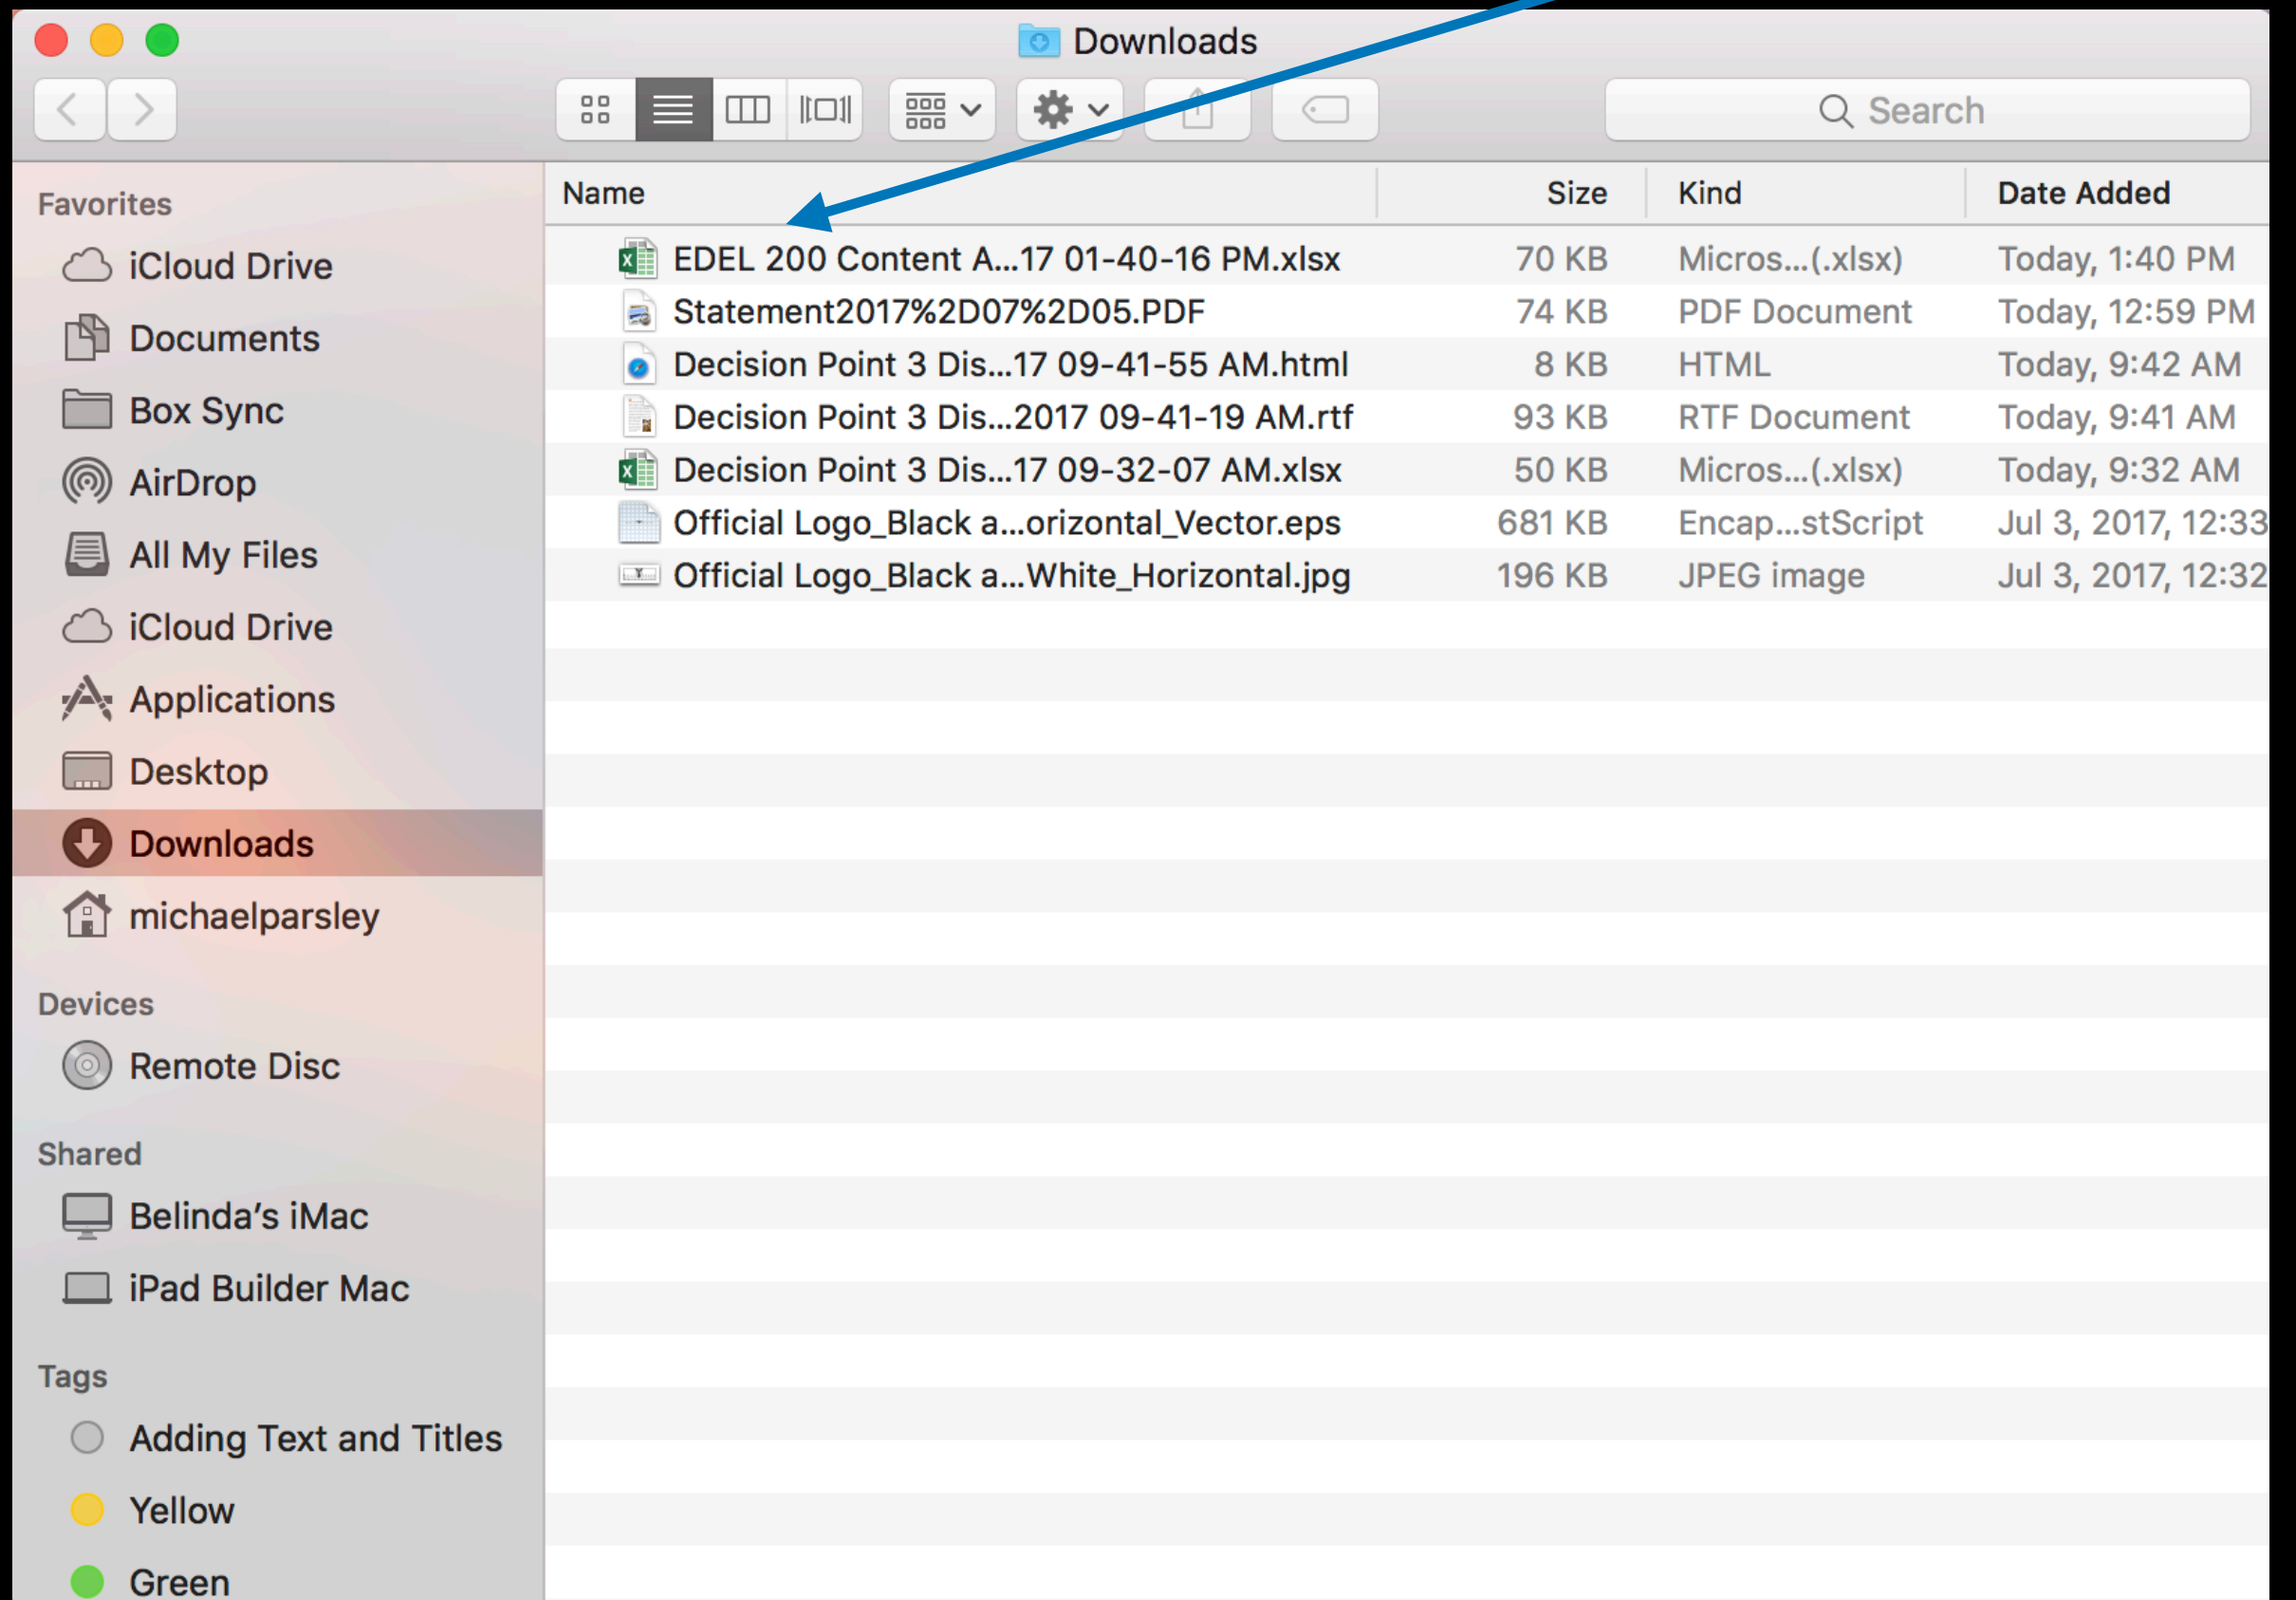 Downloads
Search
Favorites
iCloud Drive
Documents
Box Sync
AirDrop
All My Files
iCloud Drive
Applications
Desktop
Downloads
michaelparsley
Devices
Remote Disc
Shared
Belinda’s iMac
iPad Builder Mac
Tags
Adding Text and Titles
Yellow
Green
Name Size Kind Date Added
EDEL 200 Content A...17 01-40-16 PM.xlsx 70 KB Micros...(.xlsx) Today, 1:40 PM
Statement2017%2D07%2D05.PDF 74 KB PDF Document Today, 12:59 PM
Decision Point 3 Dis...17 09-41-55 AM.html 8 KB HTML Today, 9:42 AM
Decision Point 3 Dis...2017 09-41-19 AM.rtf 93 KB RTF Document Today, 9:41 AM
Decision Point 3 Dis...17 09-32-07 AM.xlsx 50 KB Micros...(.xlsx) Today, 9:32 AM
Official Logo_Black a...orizontal_Vector.eps 681 KB Encap...stScript Jul 3, 2017, 12:33
Official Logo_Black a...White_Horizontal.jpg 196 KB JPEG image Jul 3, 2017, 12:32